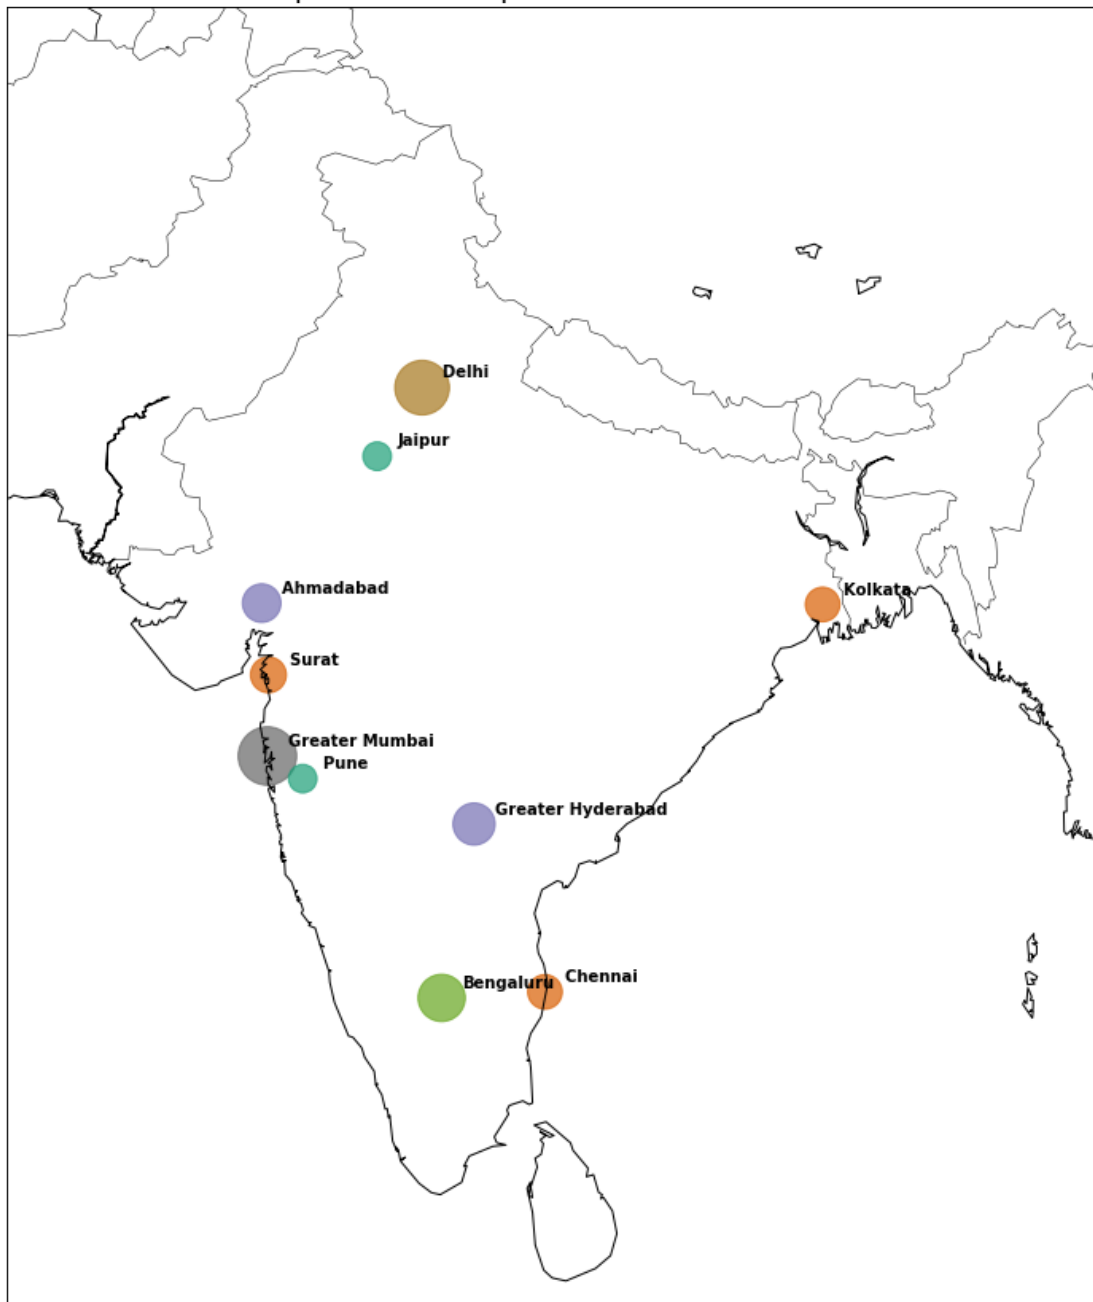 Delhi
Jaipur
Ahmadabad
Kolkata
Surat
Greater Mumbai
Pune
Greater Hyderabad
Bengaluru
Chennai